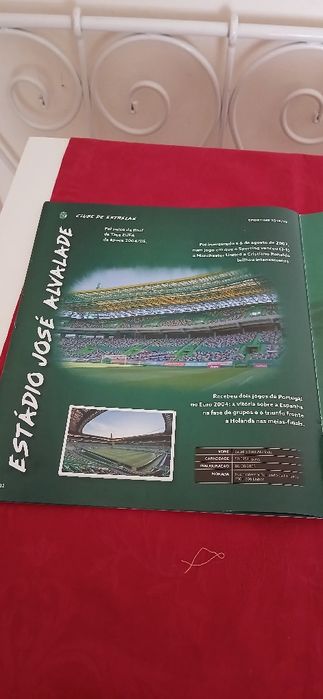 CLUBE DE ESTRELAS
SPORTING 2010/11
ESTÁDIO JOSÉ ALVALADE
Foi palco da final
da Taça UEFA
da época 2004/05.
Foi inaugurado a 6 de agosto de 2003,
num jogo em que o Sporting venceu (3-1)
o Manchester United e Cristiano Ronaldo
brilhou intensamente.
Recebeu dois jogos de Portugal
no Euro 2004: a vitória sobre a Espanha
na fase de grupos e o triunfo frente
a Holanda nas meias-finais.
NOME
CAPACIDADE
INAUGURAÇÃO
MORADA